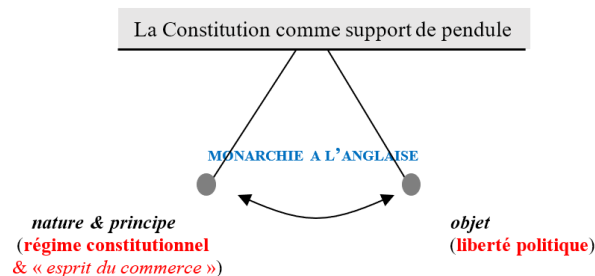 La Constitution comme support de pendule
MONARCHIE A L’ANGLAISE
nature & principe
(régime constitutionnel
& « esprit du commerce »)
objet
(liberté politique)